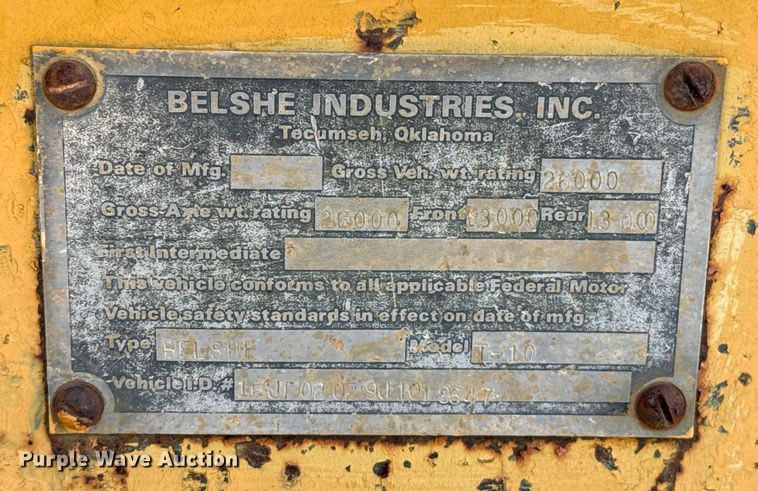 BELSHE INDUSTRIES, INC.
Tecumseh, Oklahoma
Date of Mfg. Gross Veh. wt. rating 26000
Gross Axle wt. rating 26000 Front 13000 Rear 13000
First Intermediate
This vehicle conforms to all applicable Federal Motor
Vehicle safety standards in effect on date of mfg.
Type BELSHE Model T-10
Vehicle I.D. #
Purple Wave Auction